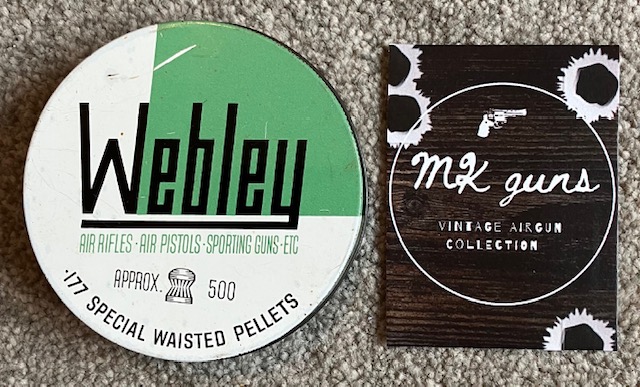 Webley
AIR RIFLES · AIR PISTOLS · SPORTING GUNS · ETC
APPROX. 500
·177 SPECIAL WAISTED PELLETS
MK guns
VINTAGE AIRGUN
COLLECTION